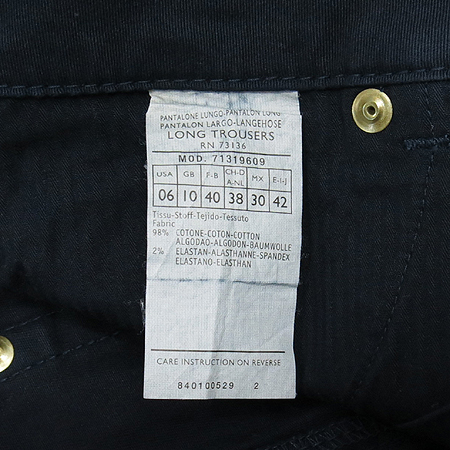 PANTALONE LUNGO-PANTALON LONG
PANTALON LARGO-LANGEHOSE
LONG TROUSERS
RN 73136
MOD. 71319609
USA GB F-B CH-D A-NL MX E-I-J
06 10 40 38 30 42
Tissu-Stoff-Tejido-Tessuto
Fabric
98% COTONE-COTON-COTTON
ALGODAO-ALGODON-BAUMWOLLE
2% ELASTAN-ALASTHANNE-SPANDEX
ELASTANO-ELASTHAN
CARE INSTRUCTION ON REVERSE
840100529 2